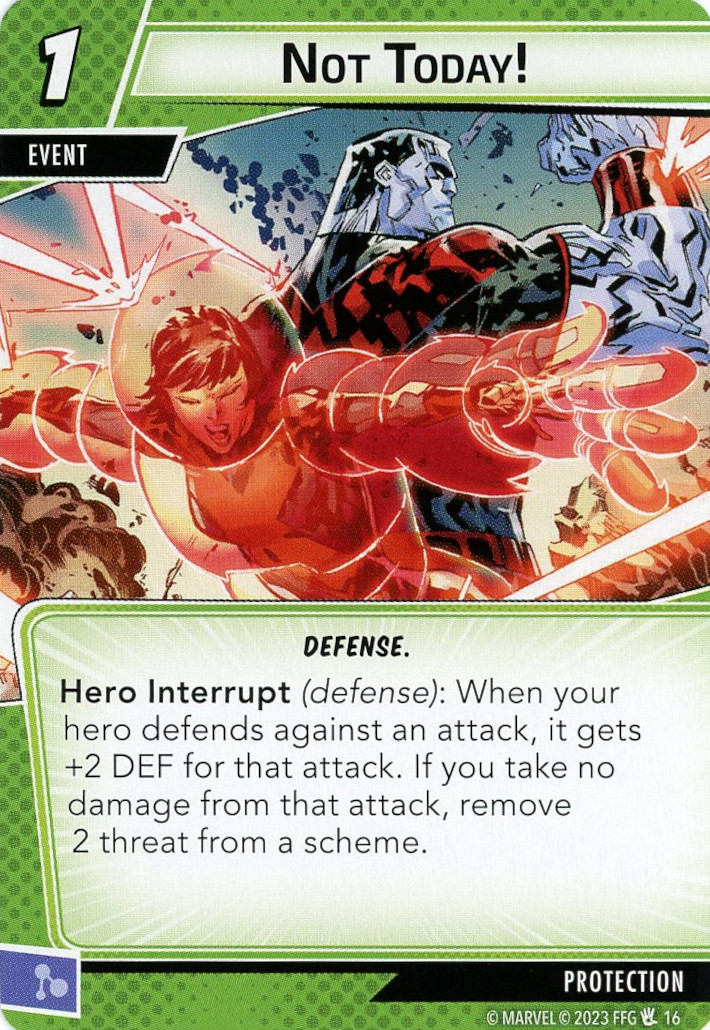 1
NOT TODAY!
EVENT
DEFENSE.
Hero Interrupt (defense): When your
hero defends against an attack, it gets
+2 DEF for that attack. If you take no
damage from that attack, remove
2 threat from a scheme.
PROTECTION
© MARVEL © 2023 FFG 16